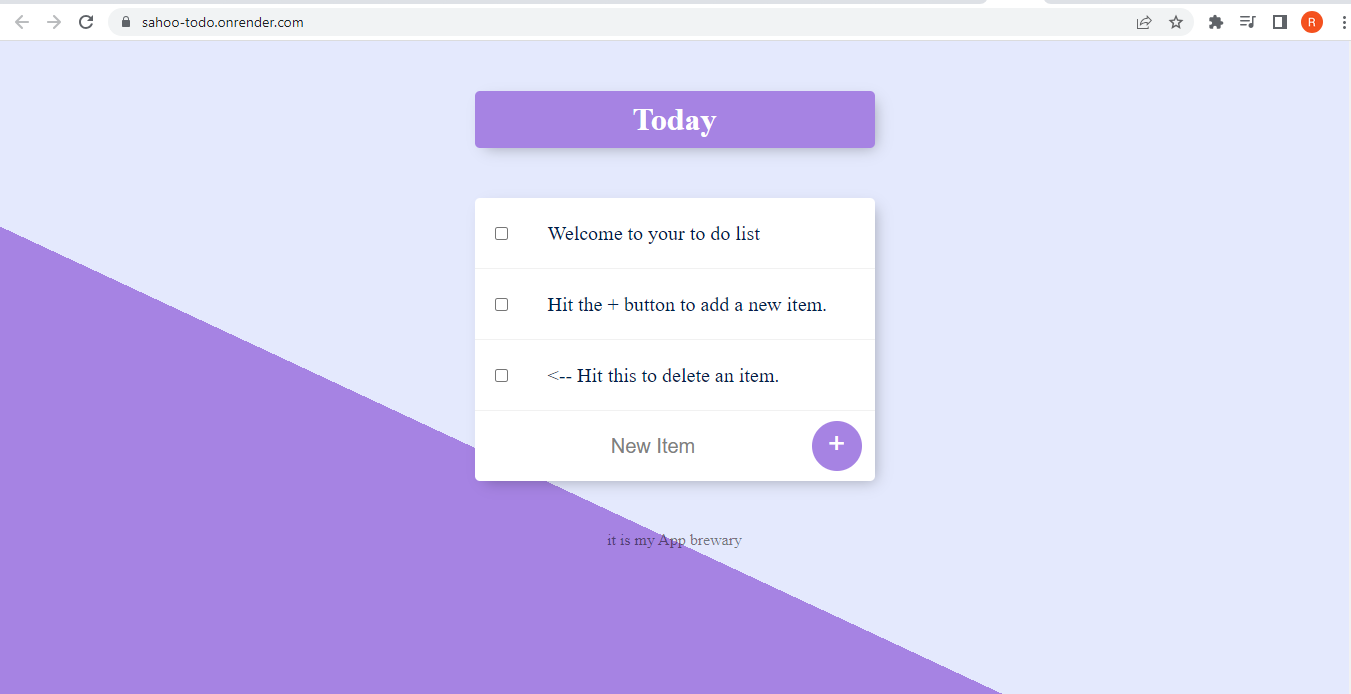 sahoo-todo.onrender.com
R
Today
Welcome to your to do list
Hit the + button to add a new item.
<-- Hit this to delete an item.
New Item
+
it is my App brewary